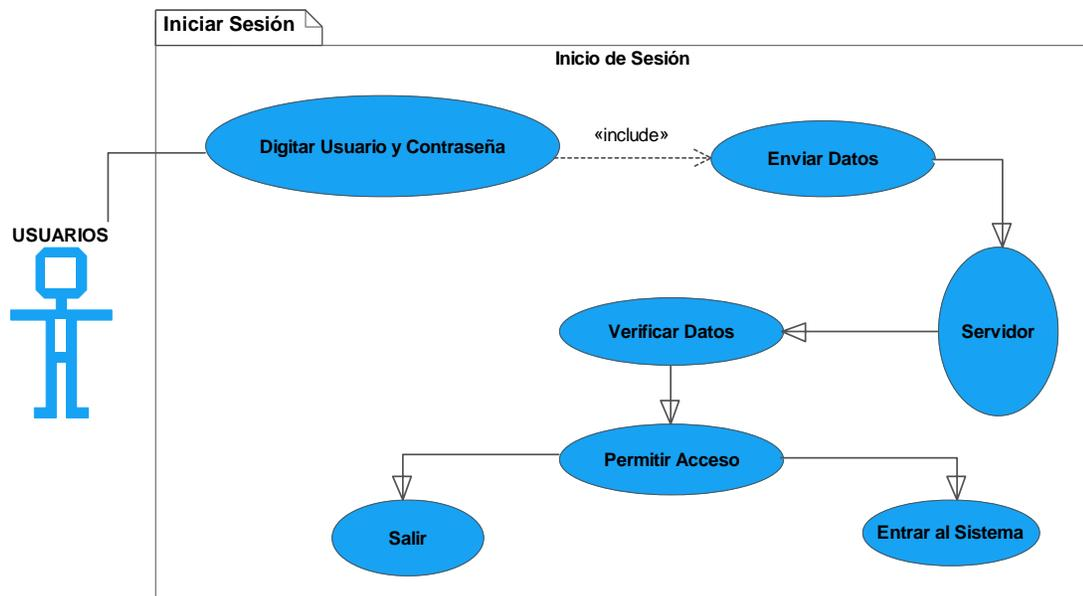 Iniciar Sesión
Inicio de Sesión
Digitar Usuario y Contraseña
«include»
Enviar Datos
USUARIOS
Verificar Datos
Servidor
Permitir Acceso
Salir
Entrar al Sistema